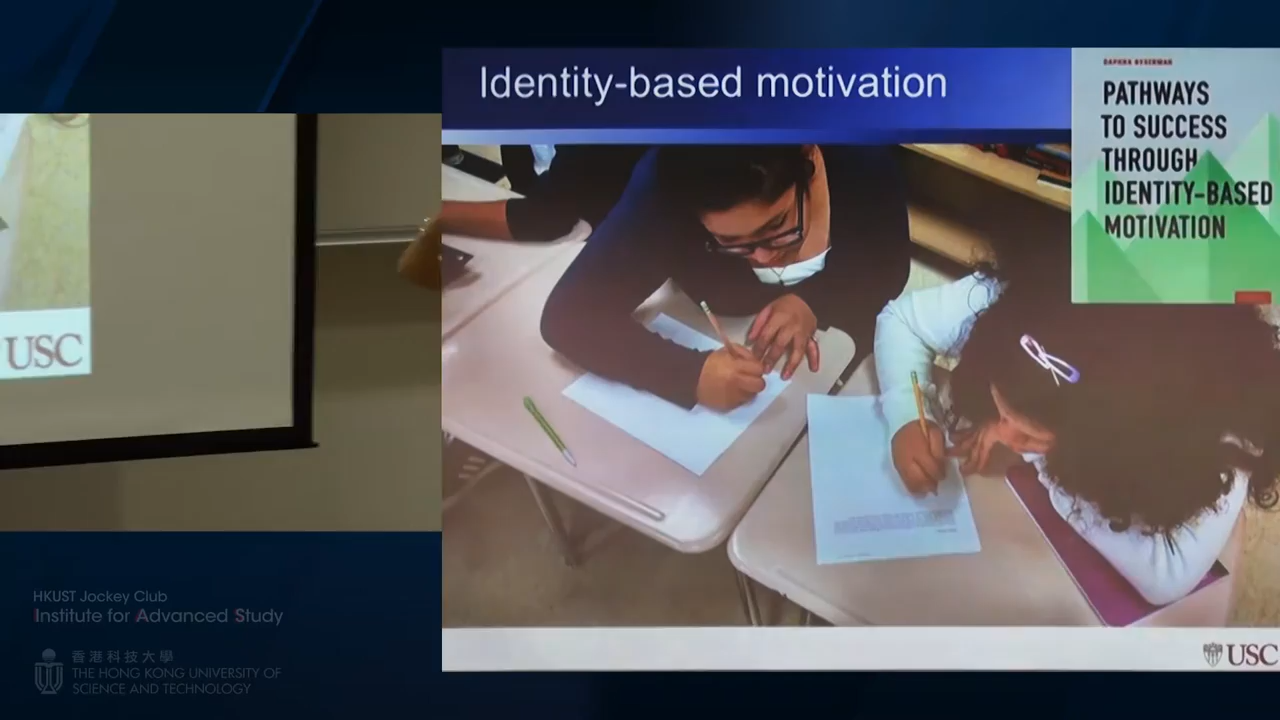 Identity-based motivation
DAPHNA OYSERMAN
PATHWAYS
TO SUCCESS
THROUGH
IDENTITY-BASED
MOTIVATION
USC
USC
HKUST Jockey Club
Institute for Advanced Study
香港科技大學
THE HONG KONG UNIVERSITY OF
SCIENCE AND TECHNOLOGY